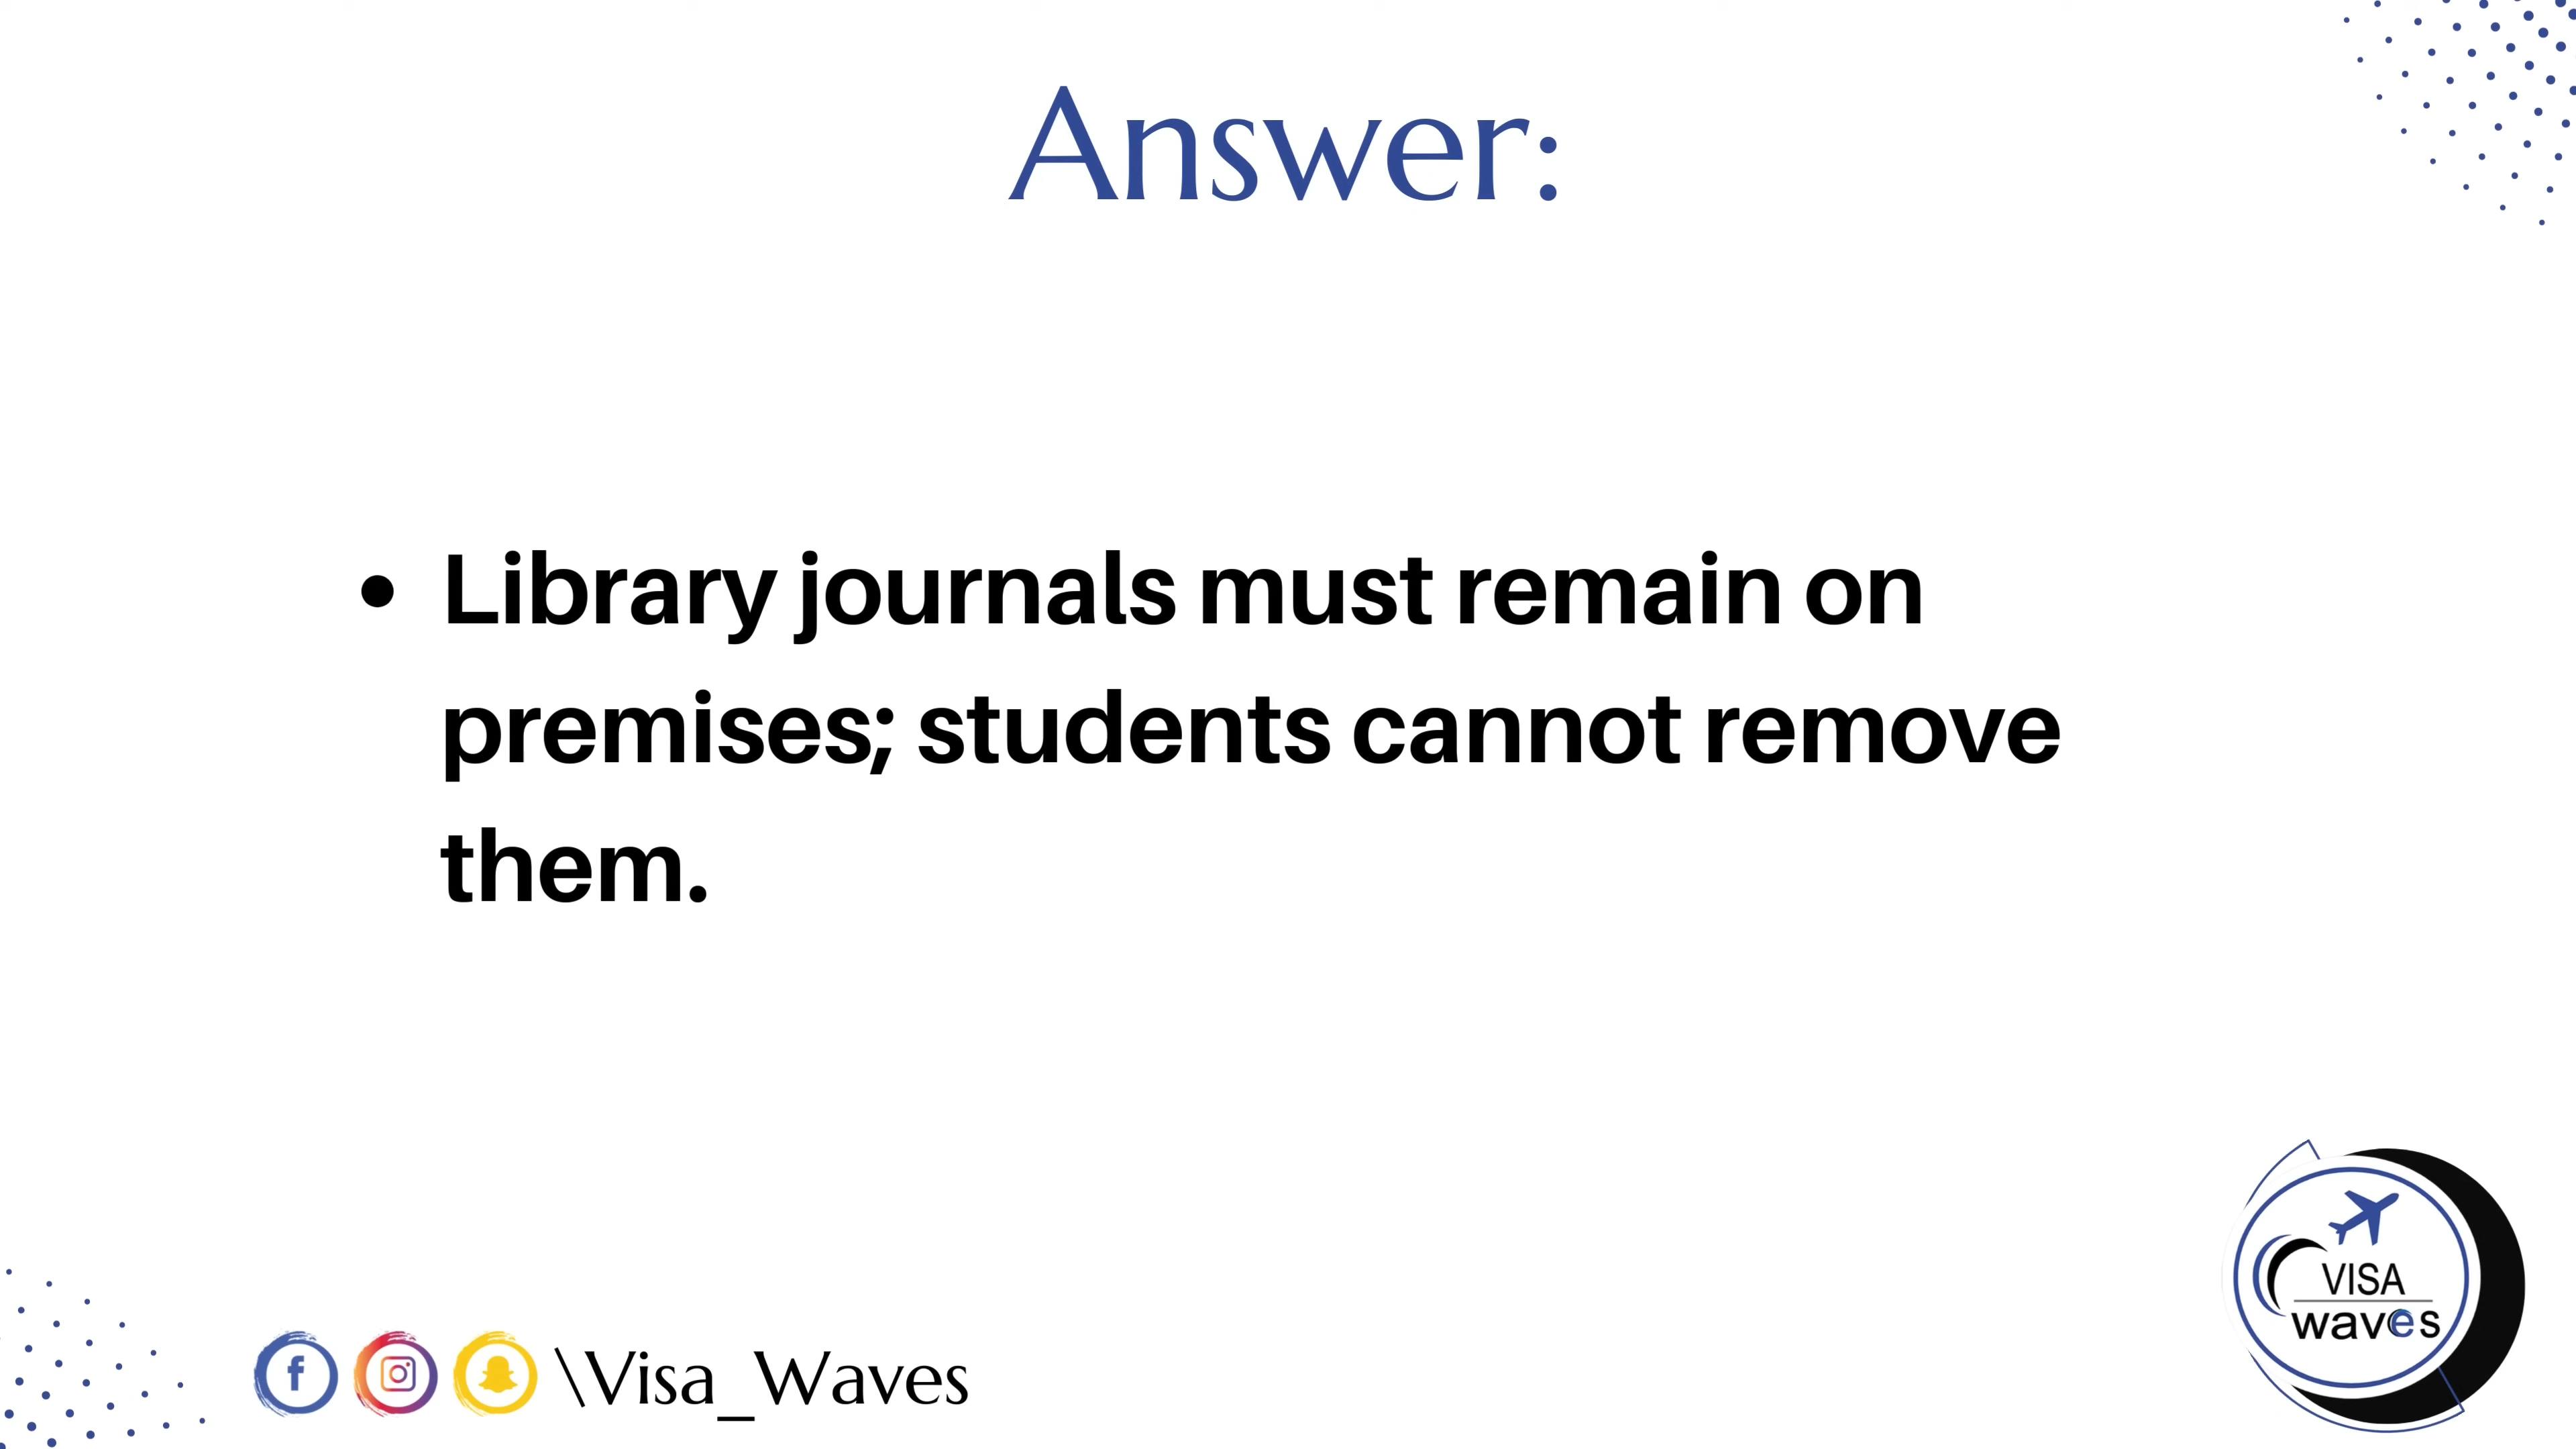 Answer:
• Library journals must remain on
premises; students cannot remove
them.
\Visa_Waves
VISA
waves